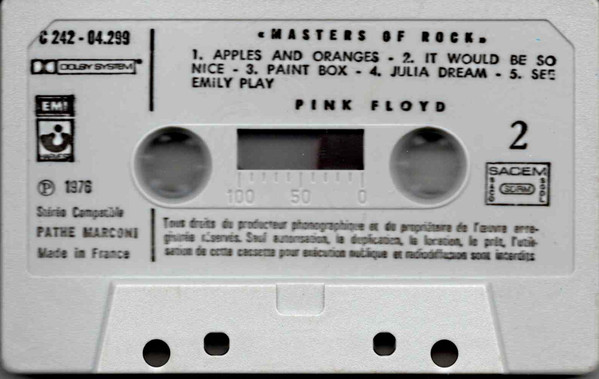 C 242 - 04.299
«MASTERS OF ROCK»
1. APPLES AND ORANGES - 2. IT WOULD BE SO
NICE - 3. PAINT BOX - 4. JULIA DREAM - 5. SEE
EMILY PLAY
DOLBY SYSTEM
PINK FLOYD
EMI
HARVEST
2
100 50 0
SACEM
SACD SDRM SGDL
℗ 1976
Stéréo Compatible
PATHE MARCONI
Made in France
Tous droits du producteur phonographique et du propriétaire de l'œuvre enre-
gistrée réservés. Sauf autorisation, la duplication, la location, le prêt, l'utili-
sation de cette cassette pour exécution publique et radiodiffusion sont interdits